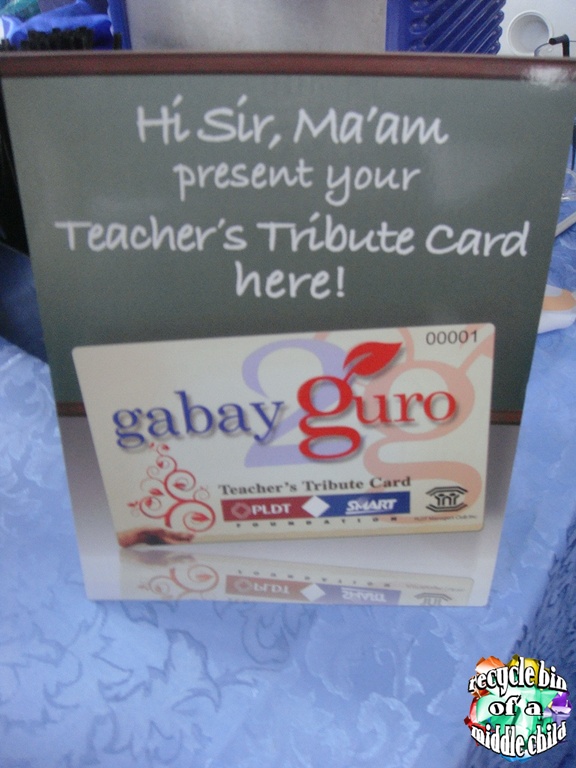 Hi Sir, Ma'am
present your
Teacher's Tribute Card
here!
00001
2g
gabay guro
Teacher's Tribute Card
PLDT SMART
FOUNDATION
recycle bin
of a
middle child